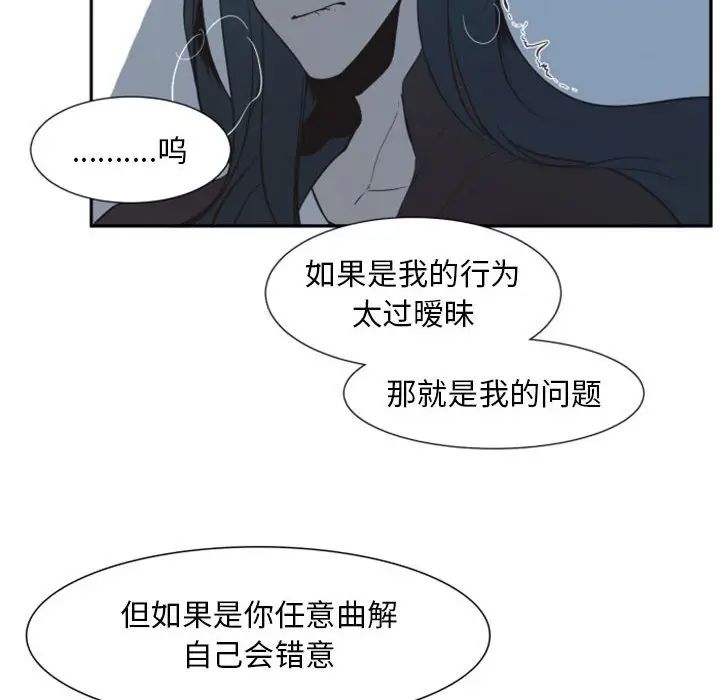 ..........呜
如果是我的行为
太过暧昧
那就是我的问题
但如果是你任意曲解
自己会错意